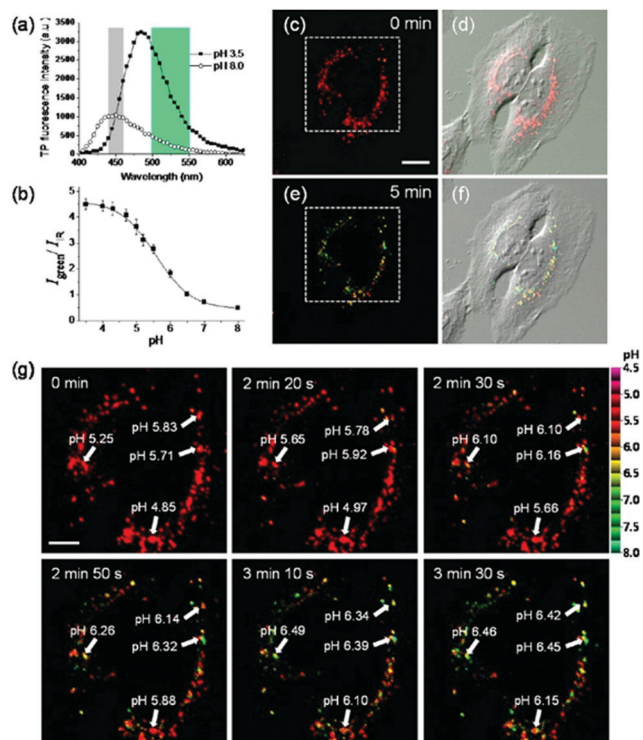 (a)
pH 3.5
pH 8.0
TP fluorescence intensity (a.u.)
3500
3000
2500
2000
1500
1000
500
0
400 450 500 550 600
Wavelength (nm)
(b)
I green / I IR
5
4
3
2
1
0
4 5 6 7 8
pH
(c) 0 min
(d)
(e) 5 min
(f)
(g)
0 min
pH 5.83
pH 5.25
pH 5.71
pH 4.85
2 min 20 s
pH 5.78
pH 5.65
pH 5.92
pH 4.97
2 min 30 s
pH 6.10
pH 6.10
pH 6.16
pH 5.66
pH
4.5
5.0
5.5
6.0
6.5
7.0
7.5
8.0
2 min 50 s
pH 6.14
pH 6.26
pH 6.32
pH 5.88
3 min 10 s
pH 6.34
pH 6.49
pH 6.39
pH 6.10
3 min 30 s
pH 6.42
pH 6.46
pH 6.45
pH 6.15